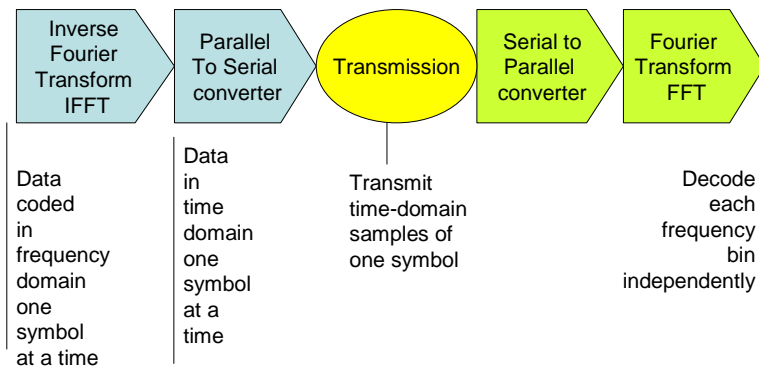 Inverse
Fourier
Transform
IFFT
Parallel
To Serial
converter
Transmission
Serial to
Parallel
converter
Fourier
Transform
FFT
Data
coded
in
frequency
domain
one
symbol
at a time
Data
in
time
domain
one
symbol
at a
time
Transmit
time-domain
samples of
one symbol
Decode
each
frequency
bin
independently